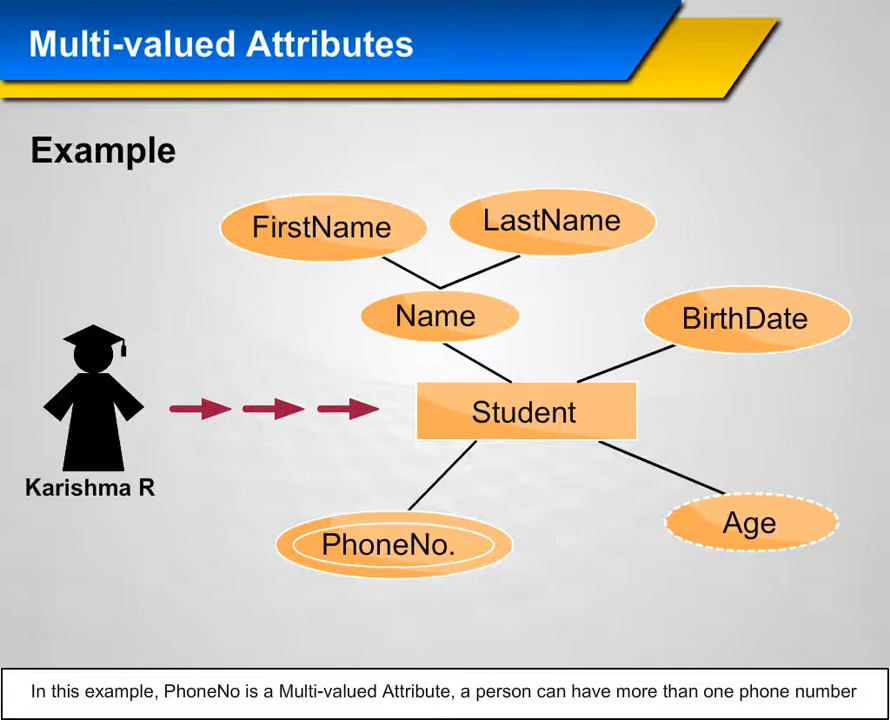 Multi-valued Attributes
Example
FirstName
LastName
Name
BirthDate
Student
Karishma R
PhoneNo.
Age
In this example, PhoneNo is a Multi-valued Attribute, a person can have more than one phone number